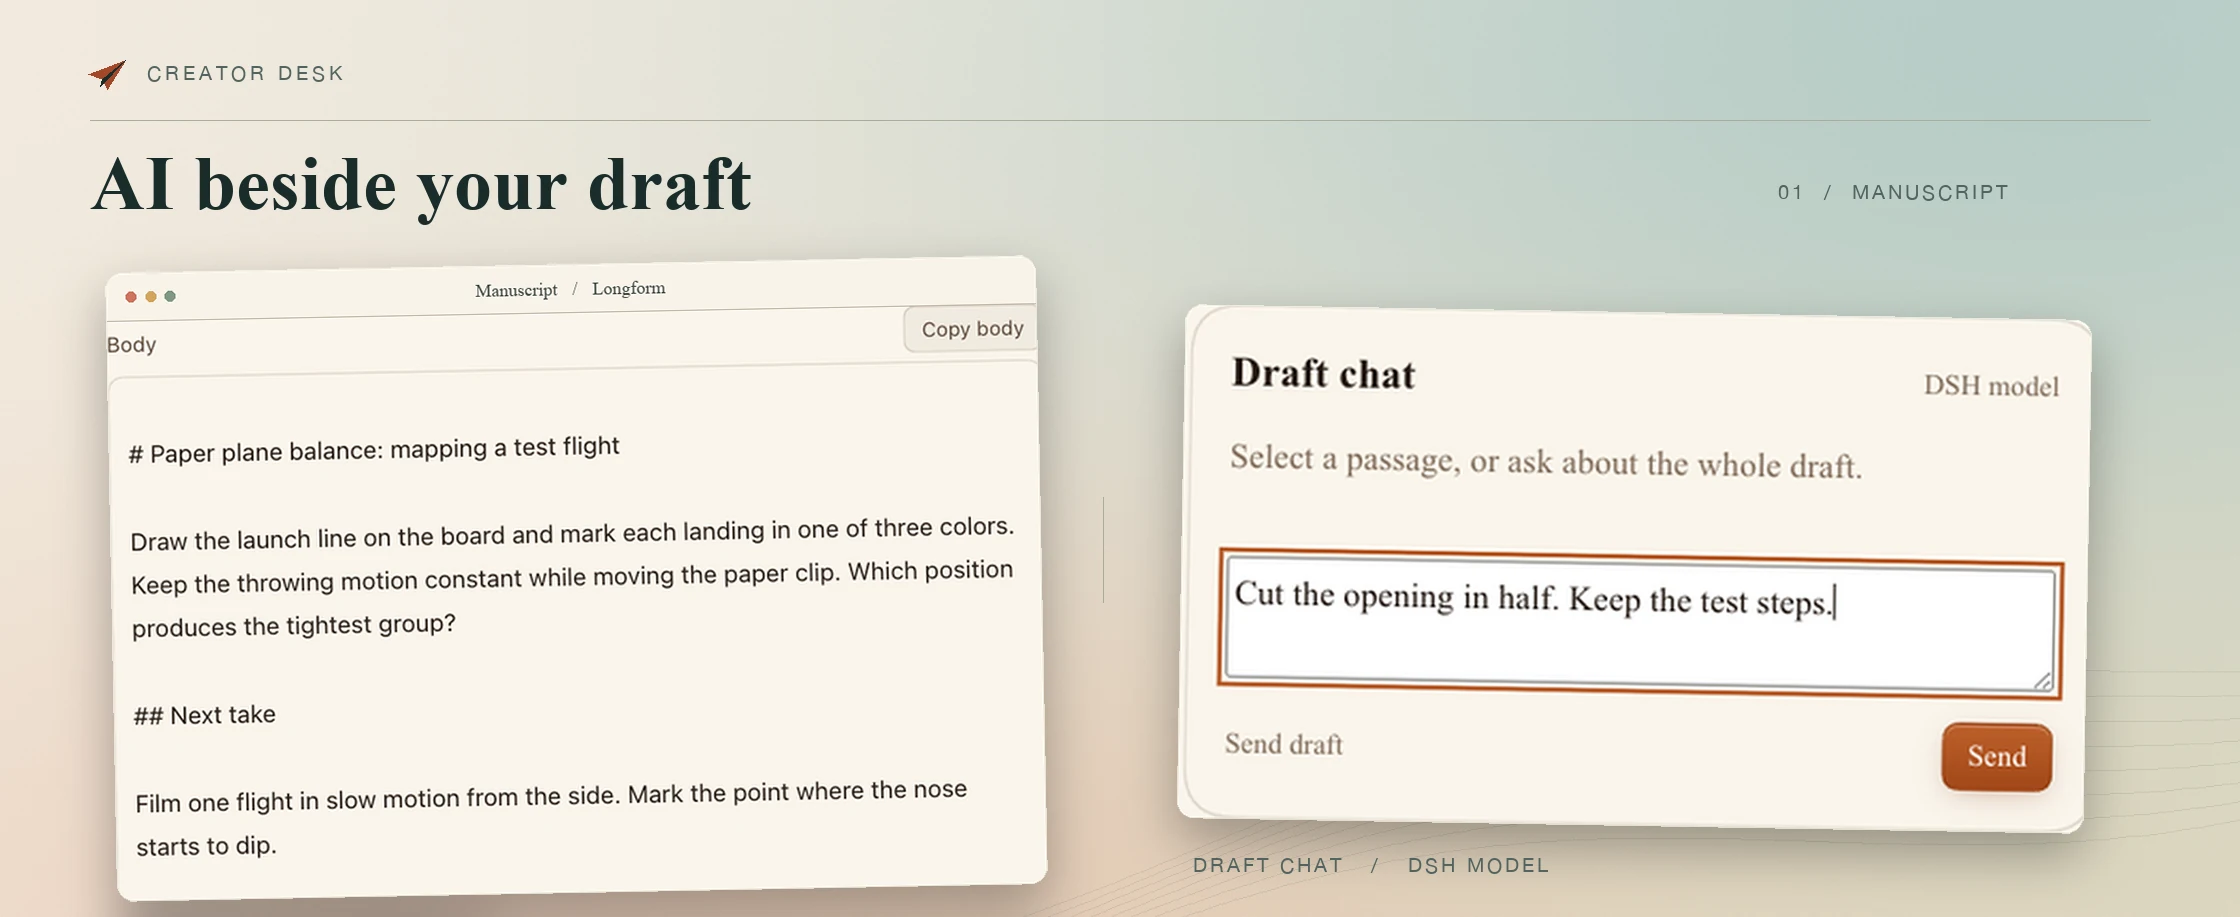 CREATOR DESK
AI beside your draft
01 / MANUSCRIPT
Manuscript / Longform
Body
Copy body
# Paper plane balance: mapping a test flight
Draw the launch line on the board and mark each landing in one of three colors.
Keep the throwing motion constant while moving the paper clip. Which position
produces the tightest group?
## Next take
Film one flight in slow motion from the side. Mark the point where the nose
starts to dip.
Draft chat
DSH model
Select a passage, or ask about the whole draft.
Cut the opening in half. Keep the test steps.
Send draft
Send
DRAFT CHAT / DSH MODEL